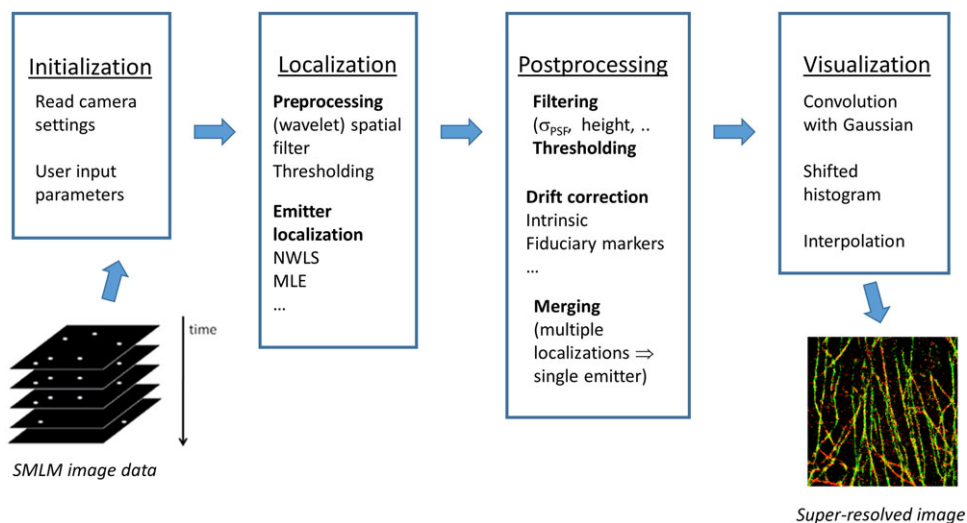 Initialization
Read camera
settings
User input
parameters
Localization
Preprocessing
(wavelet) spatial
filter
Thresholding
Emitter
localization
NWLS
MLE
...
Postprocessing
Filtering
(σPSF, height, ..
Thresholding
Drift correction
Intrinsic
Fiduciary markers
...
Merging
(multiple
localizations ⇒
single emitter)
Visualization
Convolution
with Gaussian
Shifted
histogram
Interpolation
time
SMLM image data
Super-resolved image